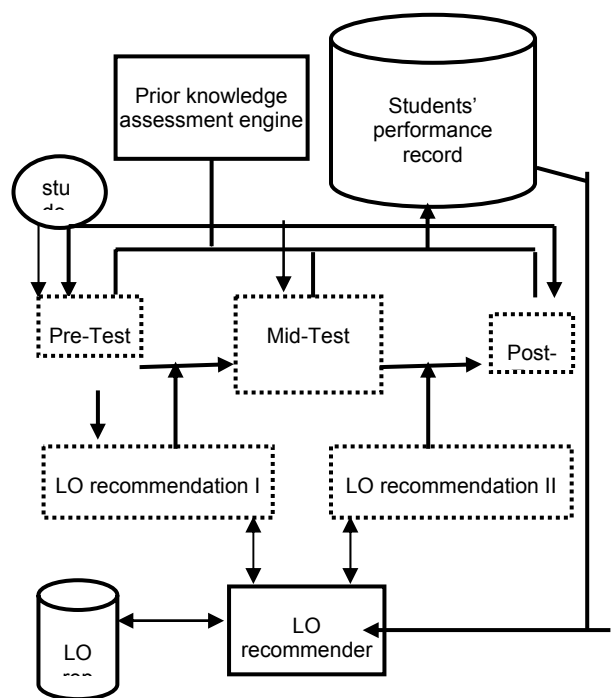 Prior knowledge
assessment engine
Students’
performance
record
stu
Pre-Test
Mid-Test
Post-
LO recommendation I
LO recommendation II
LO
LO
recommender